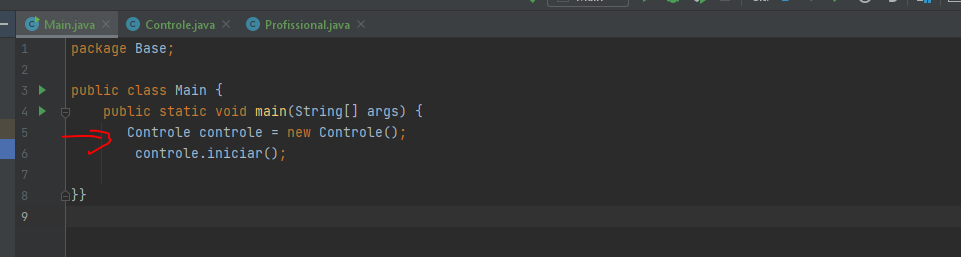 Main.java Controle.java Profissional.java
1 package Base;
2
3 public class Main {
4 public static void main(String[] args) {
5 Controle controle = new Controle();
6 controle.iniciar();
7
8 }}
9